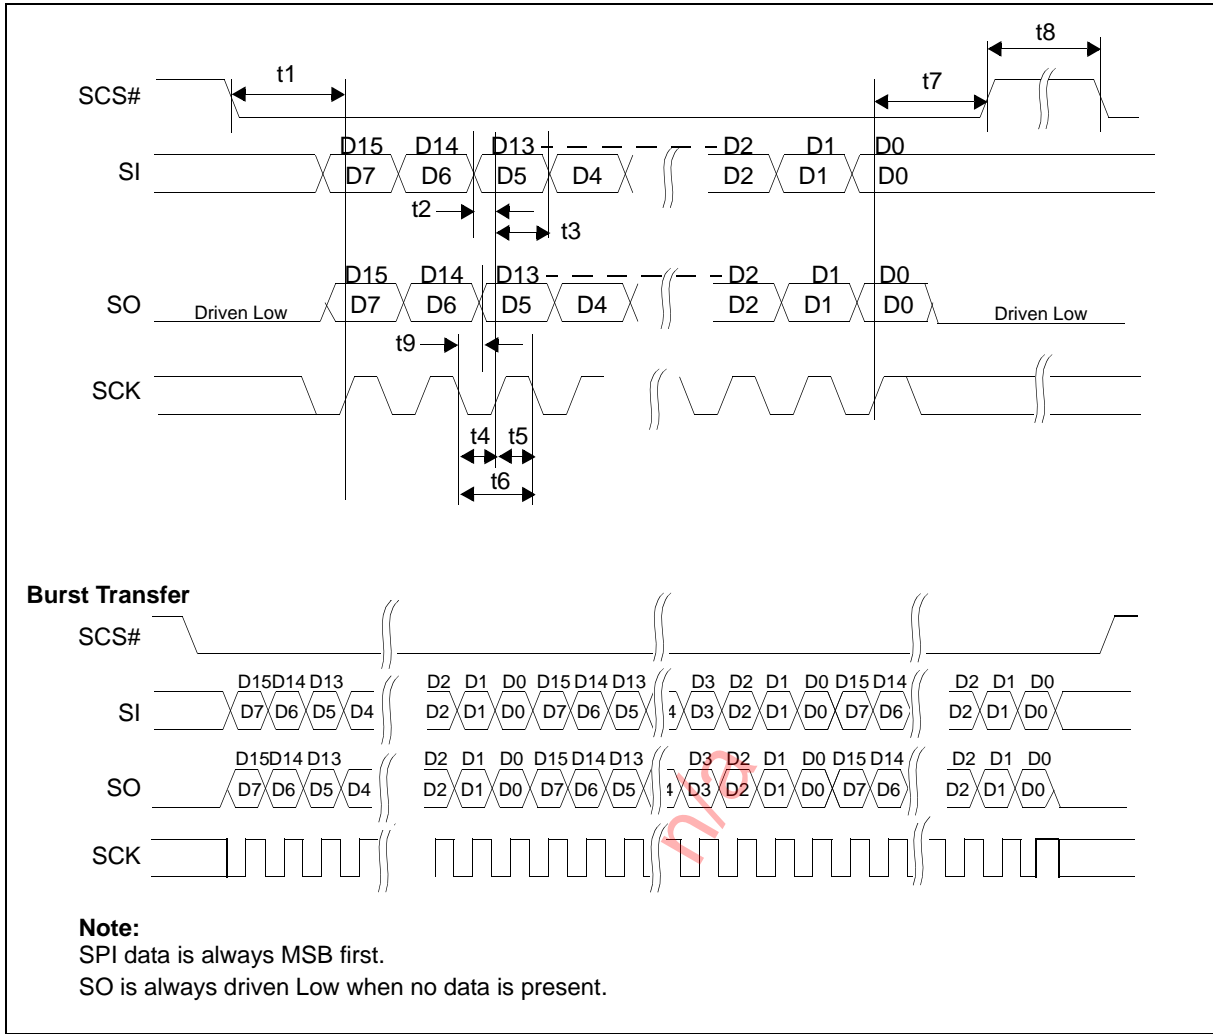 t8
t1
t7
SCS#
D15 D14 D13 D2 D1 D0
SI D7 D6 D5 D4 D2 D1 D0
t2
t3
D15 D14 D13 D2 D1 D0
SO Driven Low D7 D6 D5 D4 D2 D1 D0 Driven Low
t9
SCK
t4 t5
t6
Burst Transfer
SCS#
D15 D14 D13 D2 D1 D0 D15 D14 D13 D3 D2 D1 D0 D15 D14 D2 D1 D0
SI D7 D6 D5 D4 D2 D1 D0 D7 D6 D5 4 D3 D2 D1 D0 D7 D6 D2 D1 D0
D15 D14 D13 D2 D1 D0 D15 D14 D13 D3 D2 D1 D0 D15 D14 D2 D1 D0
SO D7 D6 D5 D4 D2 D1 D0 D7 D6 D5 4 D3 D2 D1 D0 D7 D6 D2 D1 D0
n/a
SCK
Note:
SPI data is always MSB first.
SO is always driven Low when no data is present.